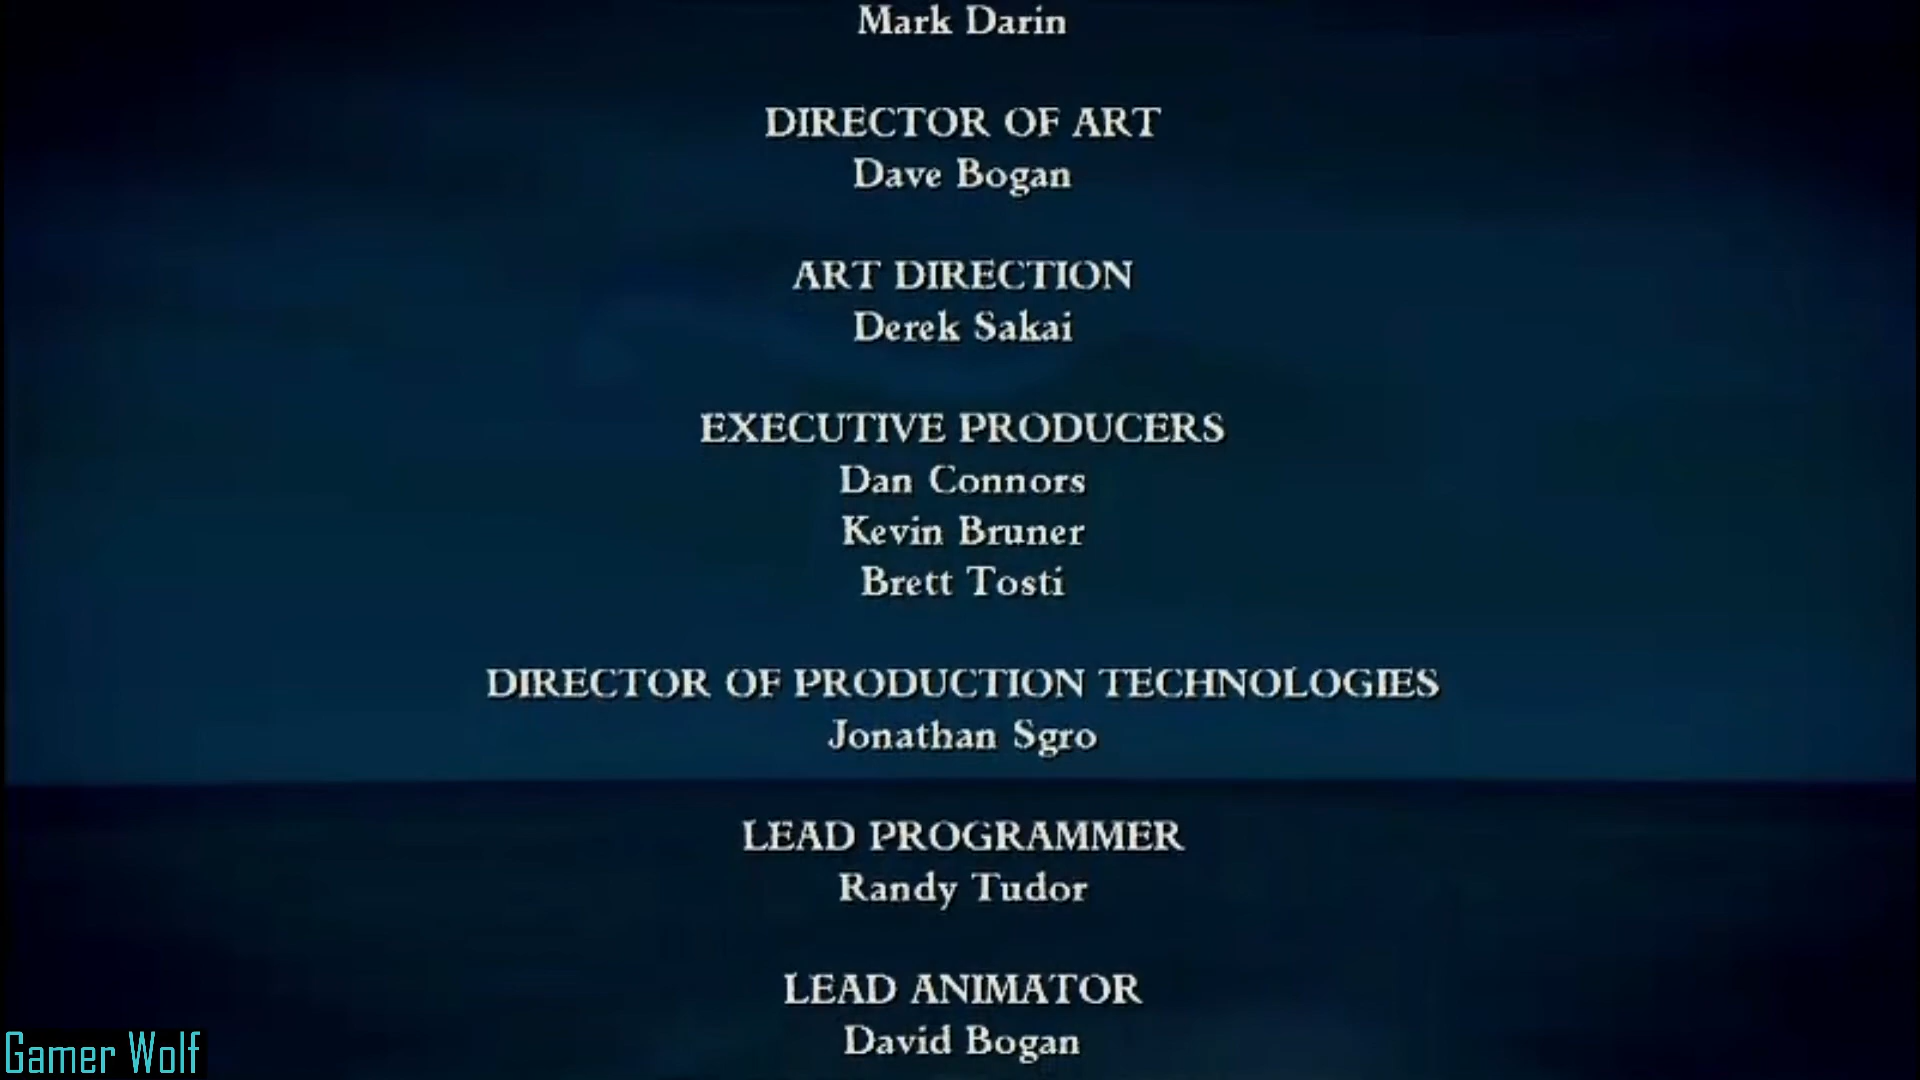 Mark Darin
DIRECTOR OF ART
Dave Bogan
ART DIRECTION
Derek Sakai
EXECUTIVE PRODUCERS
Dan Connors
Kevin Bruner
Brett Tosti
DIRECTOR OF PRODUCTION TECHNOLOGIES
Jonathan Sgro
LEAD PROGRAMMER
Randy Tudor
LEAD ANIMATOR
David Bogan
Gamer Wolf